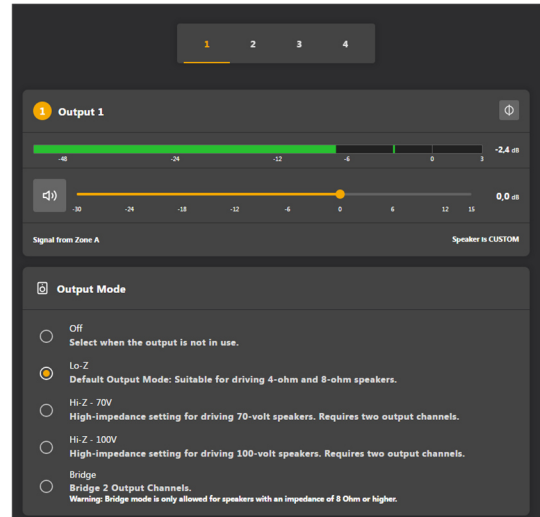 1 2 3 4
1 Output 1
-2,4 dB
-48 -24 -12 -6 0 3
0,0 dB
-30 -24 -18 -12 -6 0 6 12 15
Signal from Zone A Speaker is CUSTOM
Output Mode
Off
Select when the output is not in use.
Lo-Z
Default Output Mode: Suitable for driving 4-ohm and 8-ohm speakers.
Hi-Z - 70V
High-impedance setting for driving 70-volt speakers. Requires two output channels.
Hi-Z - 100V
High-impedance setting for driving 100-volt speakers. Requires two output channels.
Bridge
Bridge 2 Output Channels.
Warning: Bridge mode is only allowed for speakers with an impedance of 8 Ohm or higher.